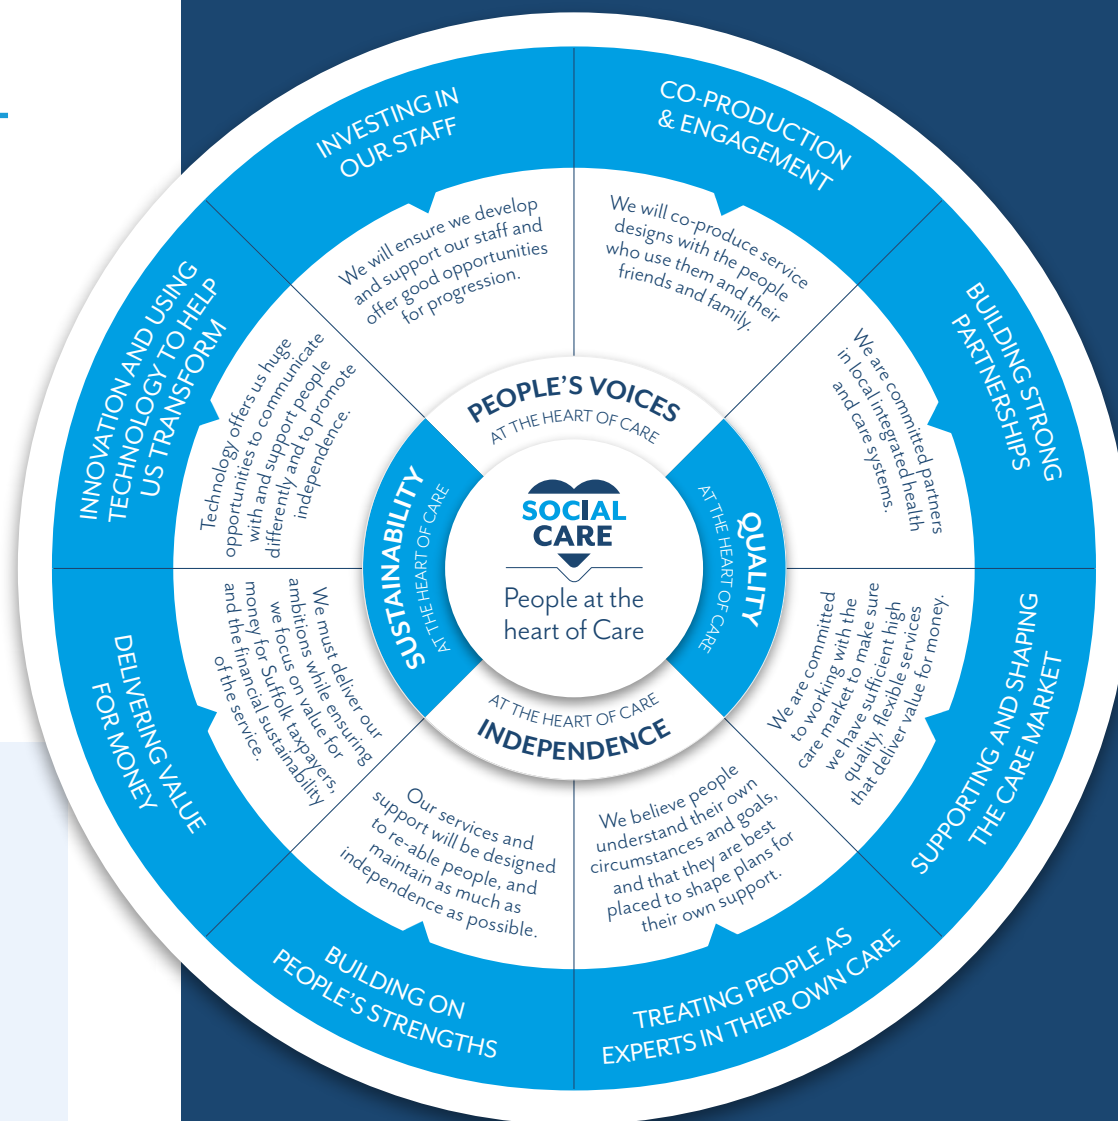 INVESTING IN
OUR STAFF
We will ensure we develop
and support our staff and
offer good opportunities
for progression.
CO-PRODUCTION
& ENGAGEMENT
We will co-produce service
designs with the people
who use them and their
friends and family.
BUILDING STRONG
PARTNERSHIPS
We are committed partners
in local integrated health
and care systems.
SUPPORTING AND SHAPING
THE CARE MARKET
We are committed
to working with the
care market to make sure
we have sufficient high
quality, flexible services
that deliver value for money.
TREATING PEOPLE AS
EXPERTS IN THEIR OWN CARE
We believe people
understand their own
circumstances and goals,
and that they are best
placed to shape plans for
their own support.
BUILDING ON
PEOPLE'S STRENGTHS
Our services and
support will be designed
to re-able people, and
maintain as much as
independence as possible.
DELIVERING VALUE
FOR MONEY
We must deliver our
ambitions while ensuring
we focus on value for
money for Suffolk taxpayers,
and the financial sustainability
of the service.
INNOVATION AND USING
TECHNOLOGY TO HELP
US TRANSFORM
Technology offers us huge
opportunities to communicate
with and support people
differently and to promote
independence.
PEOPLE'S VOICES
AT THE HEART OF CARE
QUALITY
AT THE HEART OF CARE
AT THE HEART OF CARE
INDEPENDENCE
SUSTAINABILITY
AT THE HEART OF CARE
SOCIAL
CARE
People at the
heart of Care